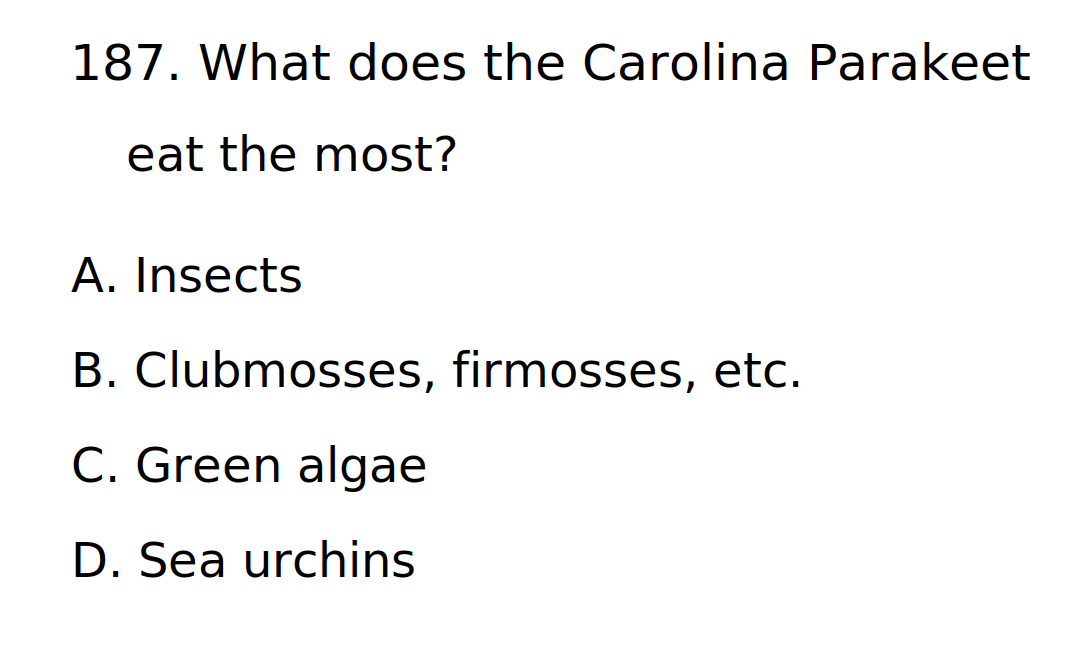 187. What does the Carolina Parakeet
eat the most?
A. Insects
B. Clubmosses, firmosses, etc.
C. Green algae
D. Sea urchins